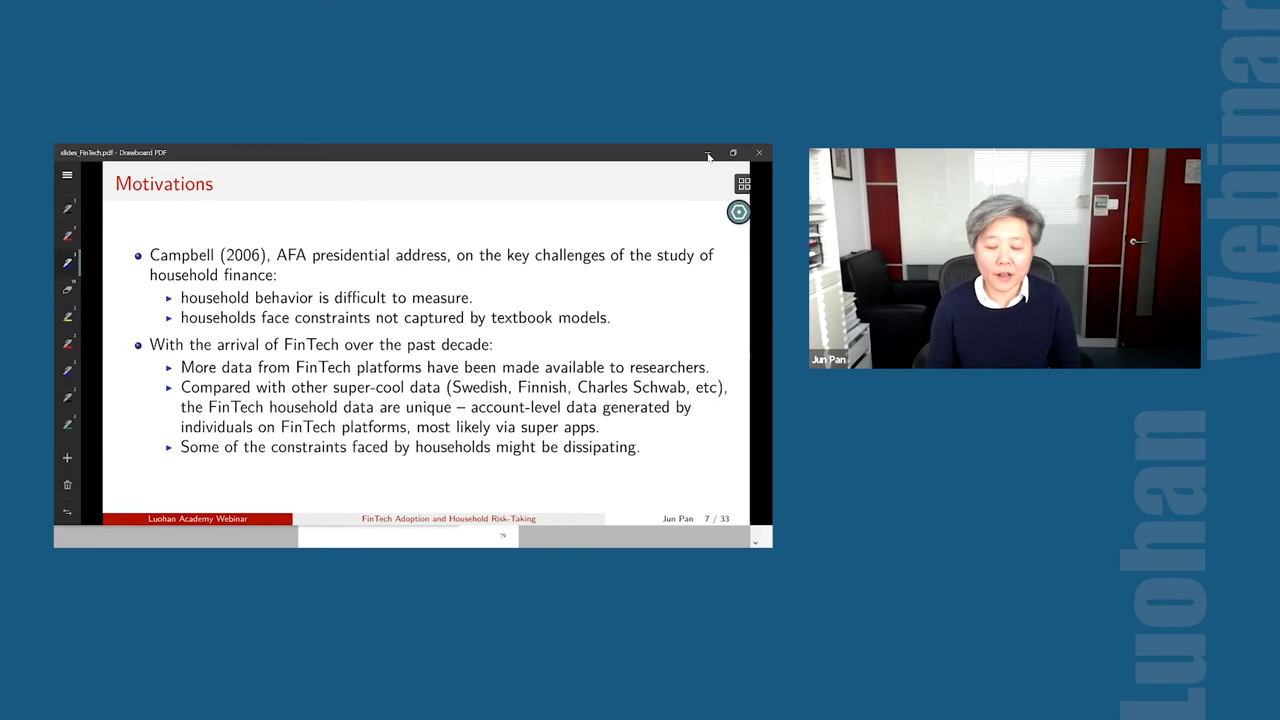 slides_FinTech.pdf - Drawboard PDF
Motivations
Campbell (2006), AFA presidential address, on the key challenges of the study of
household finance:
household behavior is difficult to measure.
households face constraints not captured by textbook models.
With the arrival of FinTech over the past decade:
More data from FinTech platforms have been made available to researchers.
Compared with other super-cool data (Swedish, Finnish, Charles Schwab, etc),
the FinTech household data are unique – account-level data generated by
individuals on FinTech platforms, most likely via super apps.
Some of the constraints faced by households might be dissipating.
Luohan Academy Webinar
FinTech Adoption and Household Risk-Taking
Jun Pan 7 / 33
79
Jun Pan
Luohan Webinar